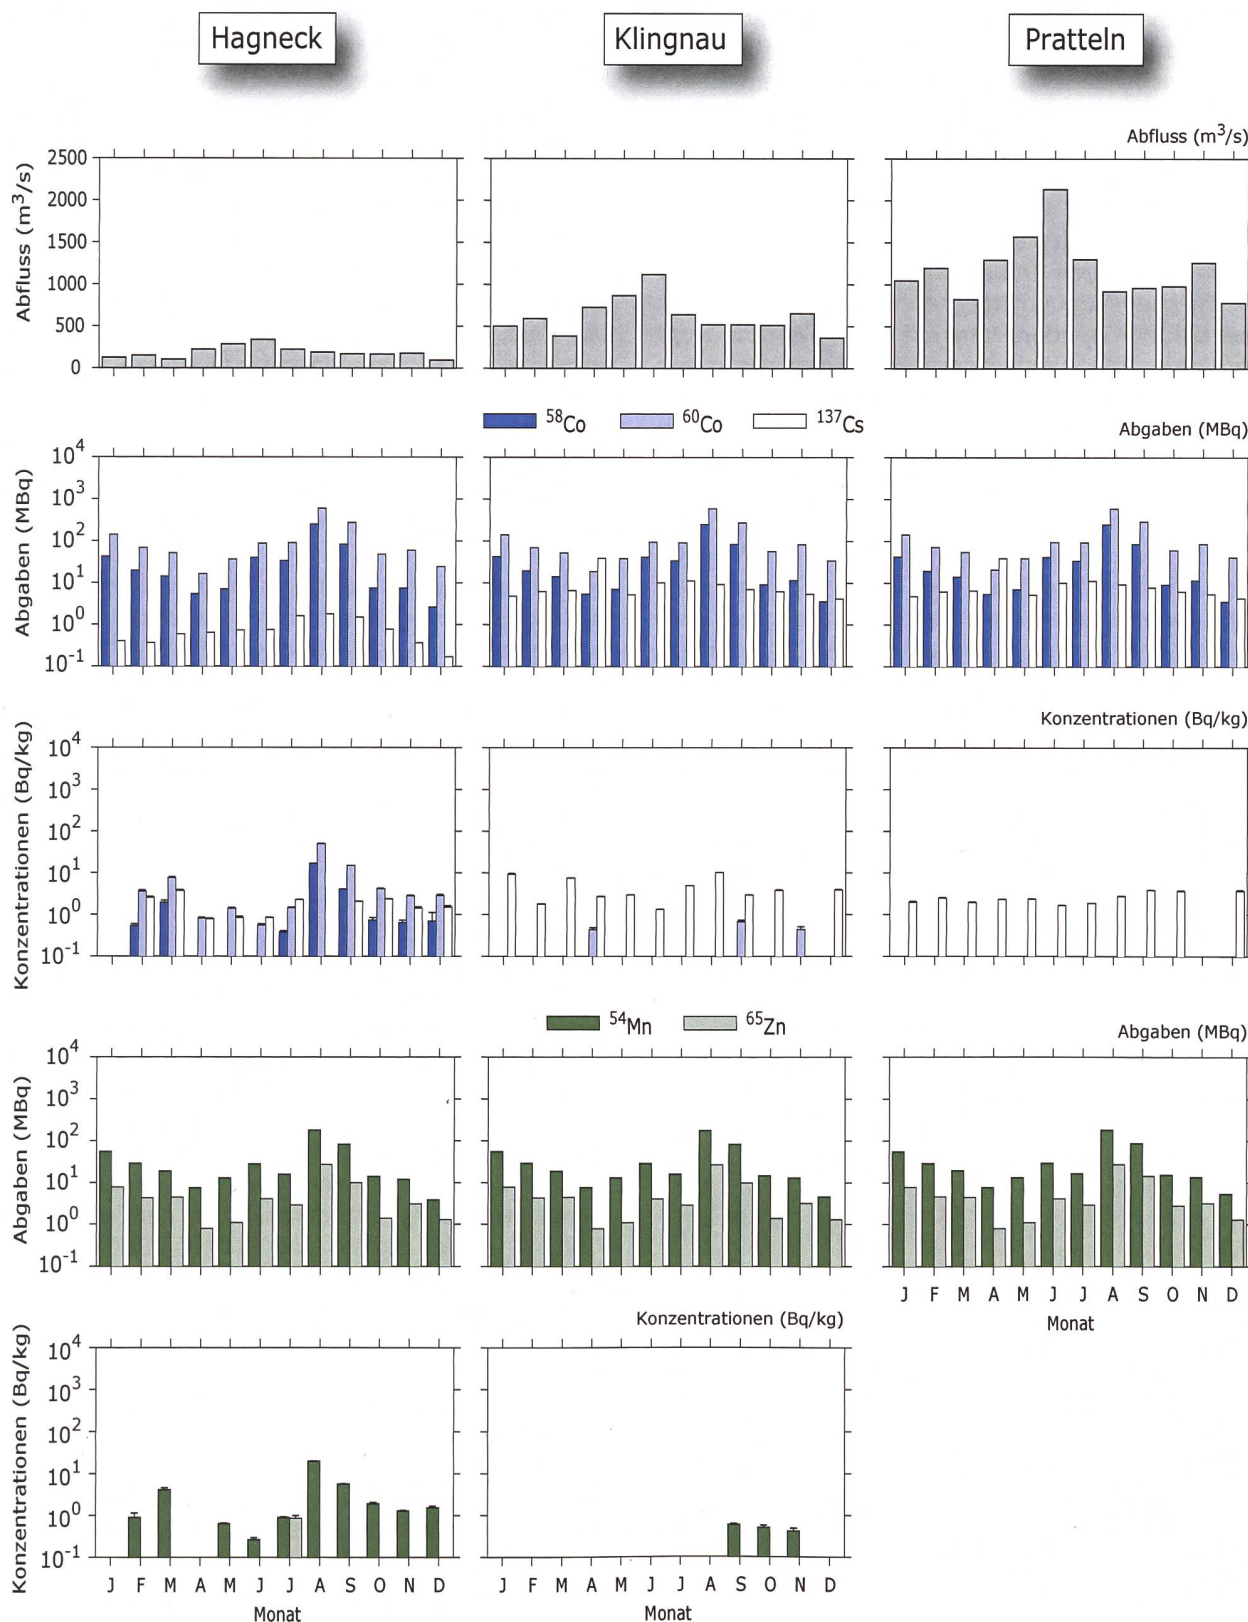 Hagneck
Klingnau
Pratteln
Abfluss (m³/s)
Abfluss (m³/s)
2500
2000
1500
1000
500
0
⁵⁸Co ⁶⁰Co ¹³⁷Cs
Abgaben (MBq)
Abgaben (MBq)
10⁴
10³
10²
10¹
10⁰
10⁻¹
Konzentrationen (Bq/kg)
Konzentrationen (Bq/kg)
10⁴
10³
10²
10¹
10⁰
10⁻¹
⁵⁴Mn ⁶⁵Zn
Abgaben (MBq)
Abgaben (MBq)
10⁴
10³
10²
10¹
10⁰
10⁻¹
J F M A M J J A S O N D
Monat
Konzentrationen (Bq/kg)
Konzentrationen (Bq/kg)
10⁴
10³
10²
10¹
10⁰
10⁻¹
J F M A M J J A S O N D
Monat
J F M A M J J A S O N D
Monat